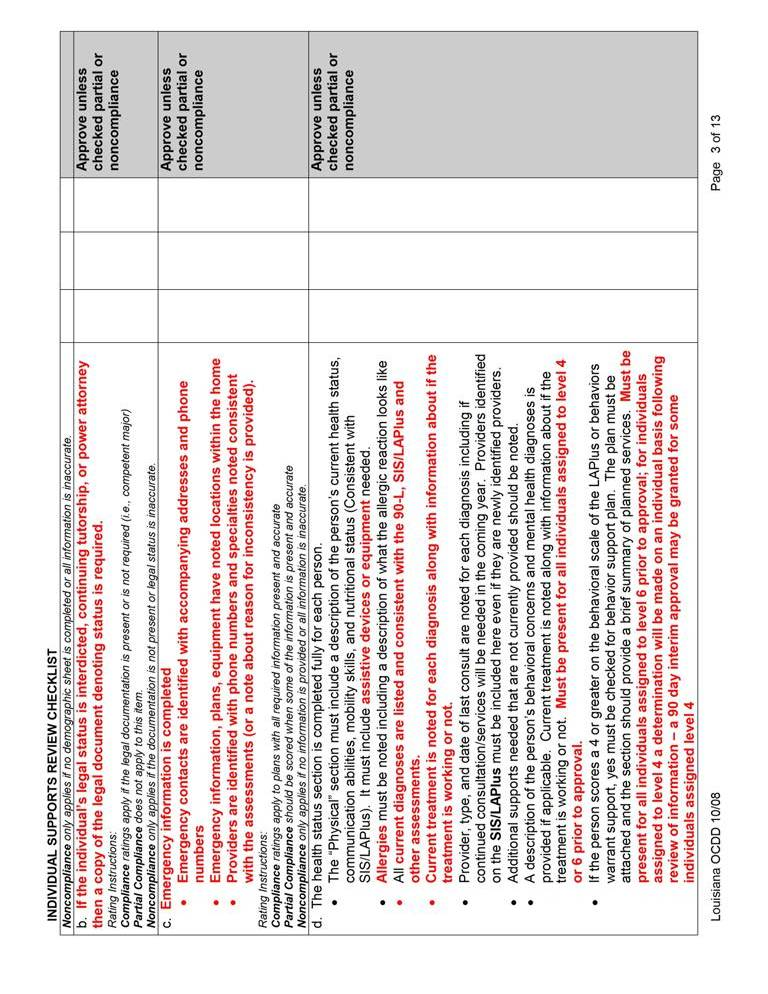 INDIVIDUAL SUPPORTS REVIEW CHECKLIST
Noncompliance only applies if no demographic sheet is completed or all information is inaccurate.
b. If the individual's legal status is interdicted, continuing tutorship, or power attorney
then a copy of the legal document denoting status is required.
Rating Instructions:
Compliance ratings apply if the legal documentation is present or is not required (i.e., competent major)
Partial Compliance does not apply to this item.
Noncompliance only applies if the documentation is not present or legal status is inaccurate.
Approve unless
checked partial or
noncompliance
c. Emergency information is completed
• Emergency contacts are identified with accompanying addresses and phone
numbers
• Emergency information, plans, equipment have noted locations within the home
• Providers are identified with phone numbers and specialties noted consistent
with the assessments (or a note about reason for inconsistency is provided).
Rating Instructions:
Compliance ratings apply to plans with all required information present and accurate
Partial Compliance should be scored when some of the information is present and accurate
Noncompliance only applies if no information is provided or all information is inaccurate.
Approve unless
checked partial or
noncompliance
d. The health status section is completed fully for each person.
• The "Physical" section must include a description of the person's current health status,
communication abilities, mobility skills, and nutritional status (Consistent with
SIS/LAPlus). It must include assistive devices or equipment needed.
• Allergies must be noted including a description of what the allergic reaction looks like
• All current diagnoses are listed and consistent with the 90-L, SIS/LAPlus and
other assessments.
• Current treatment is noted for each diagnosis along with information about if the
treatment is working or not.
• Provider, type, and date of last consult are noted for each diagnosis including if
continued consultation/services will be needed in the coming year. Providers identified
on the SIS/LAPlus must be included here even if they are newly identified providers.
• Additional supports needed that are not currently provided should be noted.
• A description of the person's behavioral concerns and mental health diagnoses is
provided if applicable. Current treatment is noted along with information about if the
treatment is working or not. Must be present for all individuals assigned to level 4
or 6 prior to approval.
• If the person scores a 4 or greater on the behavioral scale of the LAPlus or behaviors
warrant support, yes must be checked for behavior support plan. The plan must be
attached and the section should provide a brief summary of planned services. Must be
present for all individuals assigned to level 6 prior to approval; for individuals
assigned to level 4 a determination will be made on an individual basis following
review of information – a 90 day interim approval may be granted for some
individuals assigned level 4
Approve unless
checked partial or
noncompliance
Louisiana OCDD 10/08
Page 3 of 13